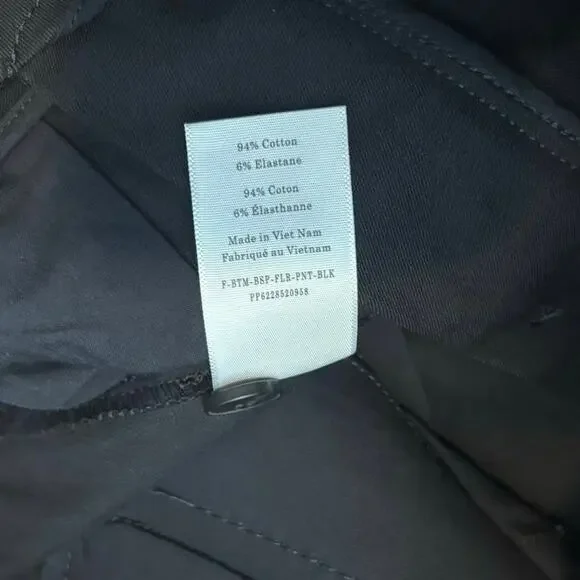 94% Cotton
6% Elastane
94% Coton
6% Élasthanne
Made in Viet Nam
Fabriqué au Vietnam
F-BTM-BSP-FLR-PNT-BLK
PP6228520958